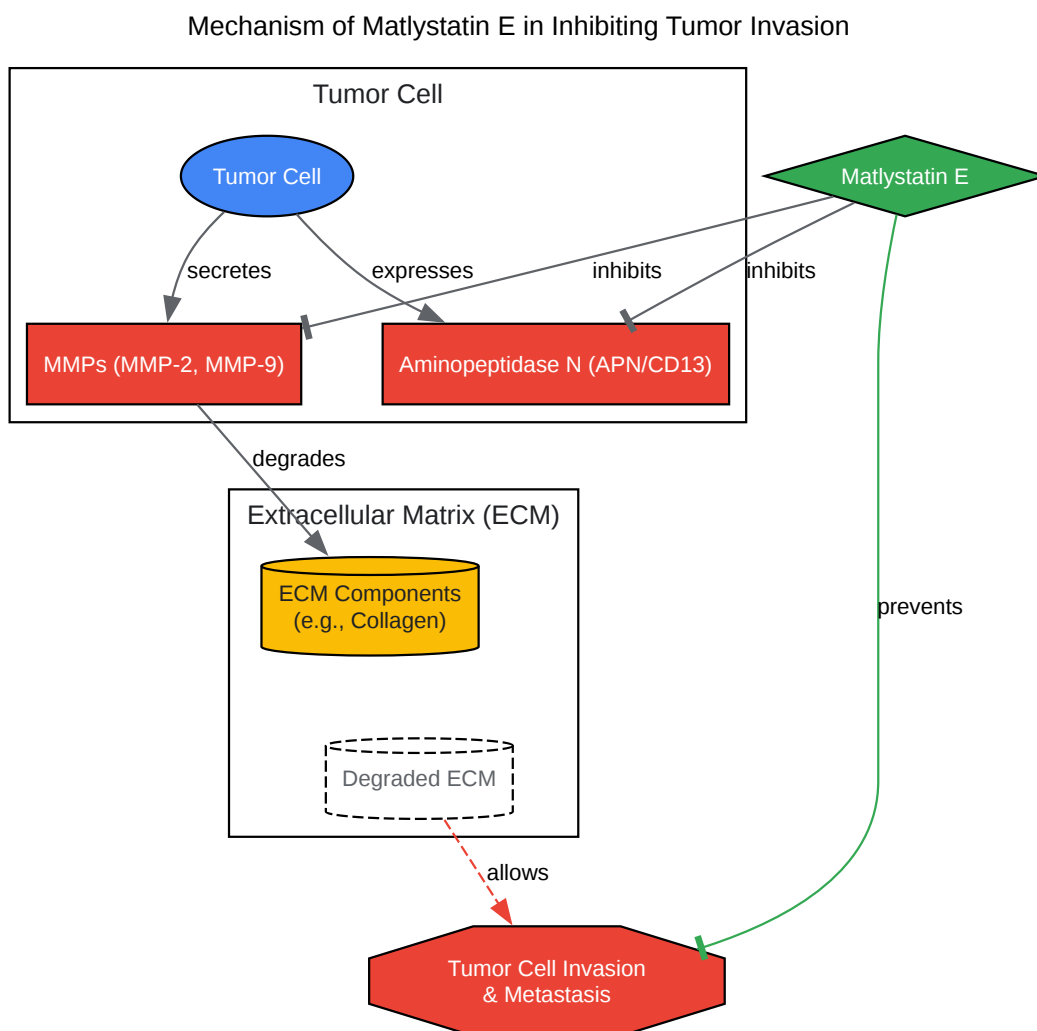 Mechanism of Matlystatin E in Inhibiting Tumor Invasion
Tumor Cell
Tumor Cell
Matlystatin E
secretes
expresses
inhibits
inhibits
MMPs (MMP-2, MMP-9)
Aminopeptidase N (APN/CD13)
degrades
Extracellular Matrix (ECM)
ECM Components
(e.g., Collagen)
prevents
Degraded ECM
allows
Tumor Cell Invasion
& Metastasis